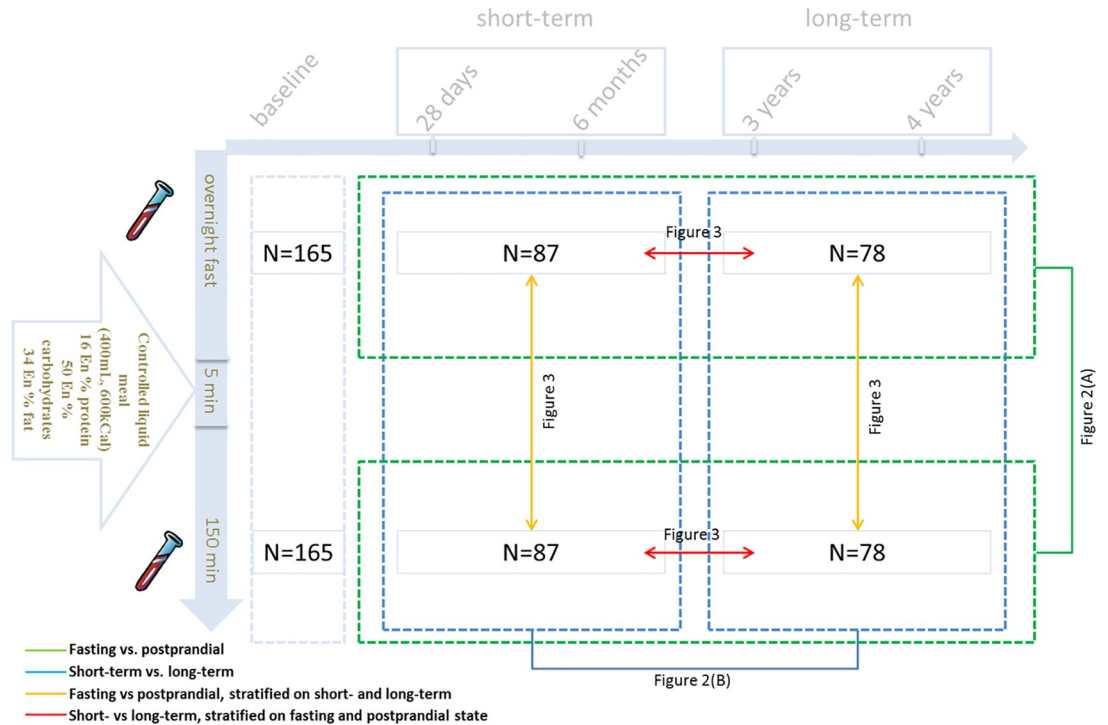 short-term
long-term
baseline
28 days
6 months
3 years
4 years
overnight fast
5 min
150 min
Controlled liquid
meal
(400mL, 600kCal)
16 En % protein
50 En %
carbohydrates
34 En % fat
N=165
N=87
Figure 3
N=78
Figure 3
Figure 3
Figure 2(A)
N=165
N=87
Figure 3
N=78
Figure 2(B)
Fasting vs. postprandial
Short-term vs. long-term
Fasting vs postprandial, stratified on short- and long-term
Short- vs long-term, stratified on fasting and postprandial state